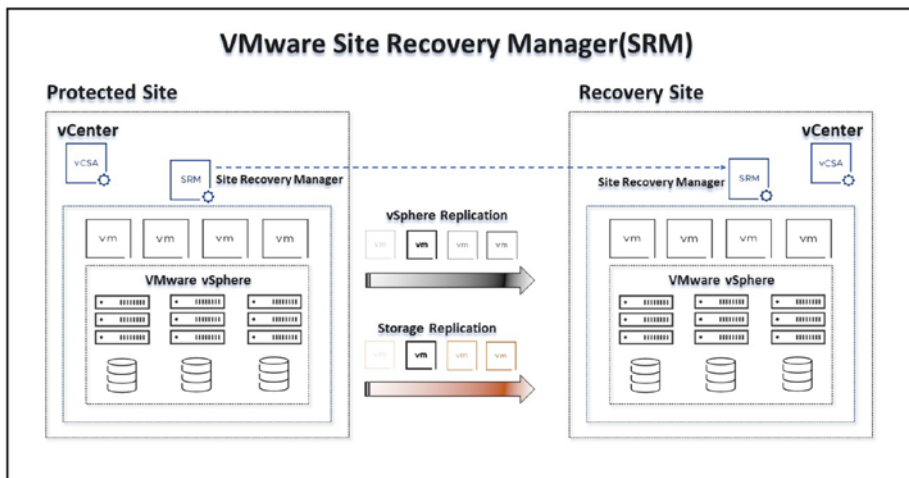 VMware Site Recovery Manager(SRM)
Protected Site
Recovery Site
vCenter
vCenter
vCSA
vCSA
SRM
Site Recovery Manager
Site Recovery Manager
SRM
vm vm vm vm
vSphere Replication
vm vm vm vm
vm vm vm vm
VMware vSphere
VMware vSphere
Storage Replication
vm vm vm vm